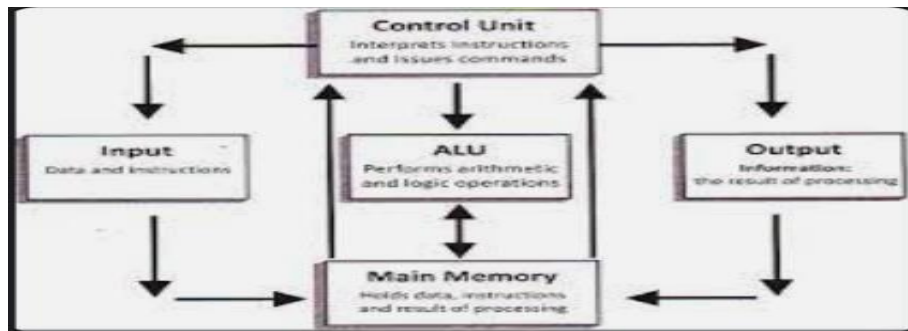 Control Unit
Interprets instructions
and issues commands
Input
Data and instructions
ALU
Performs arithmetic
and logic operations
Output
Information:
the result of processing
Main Memory
Holds data, instructions
and result of processing